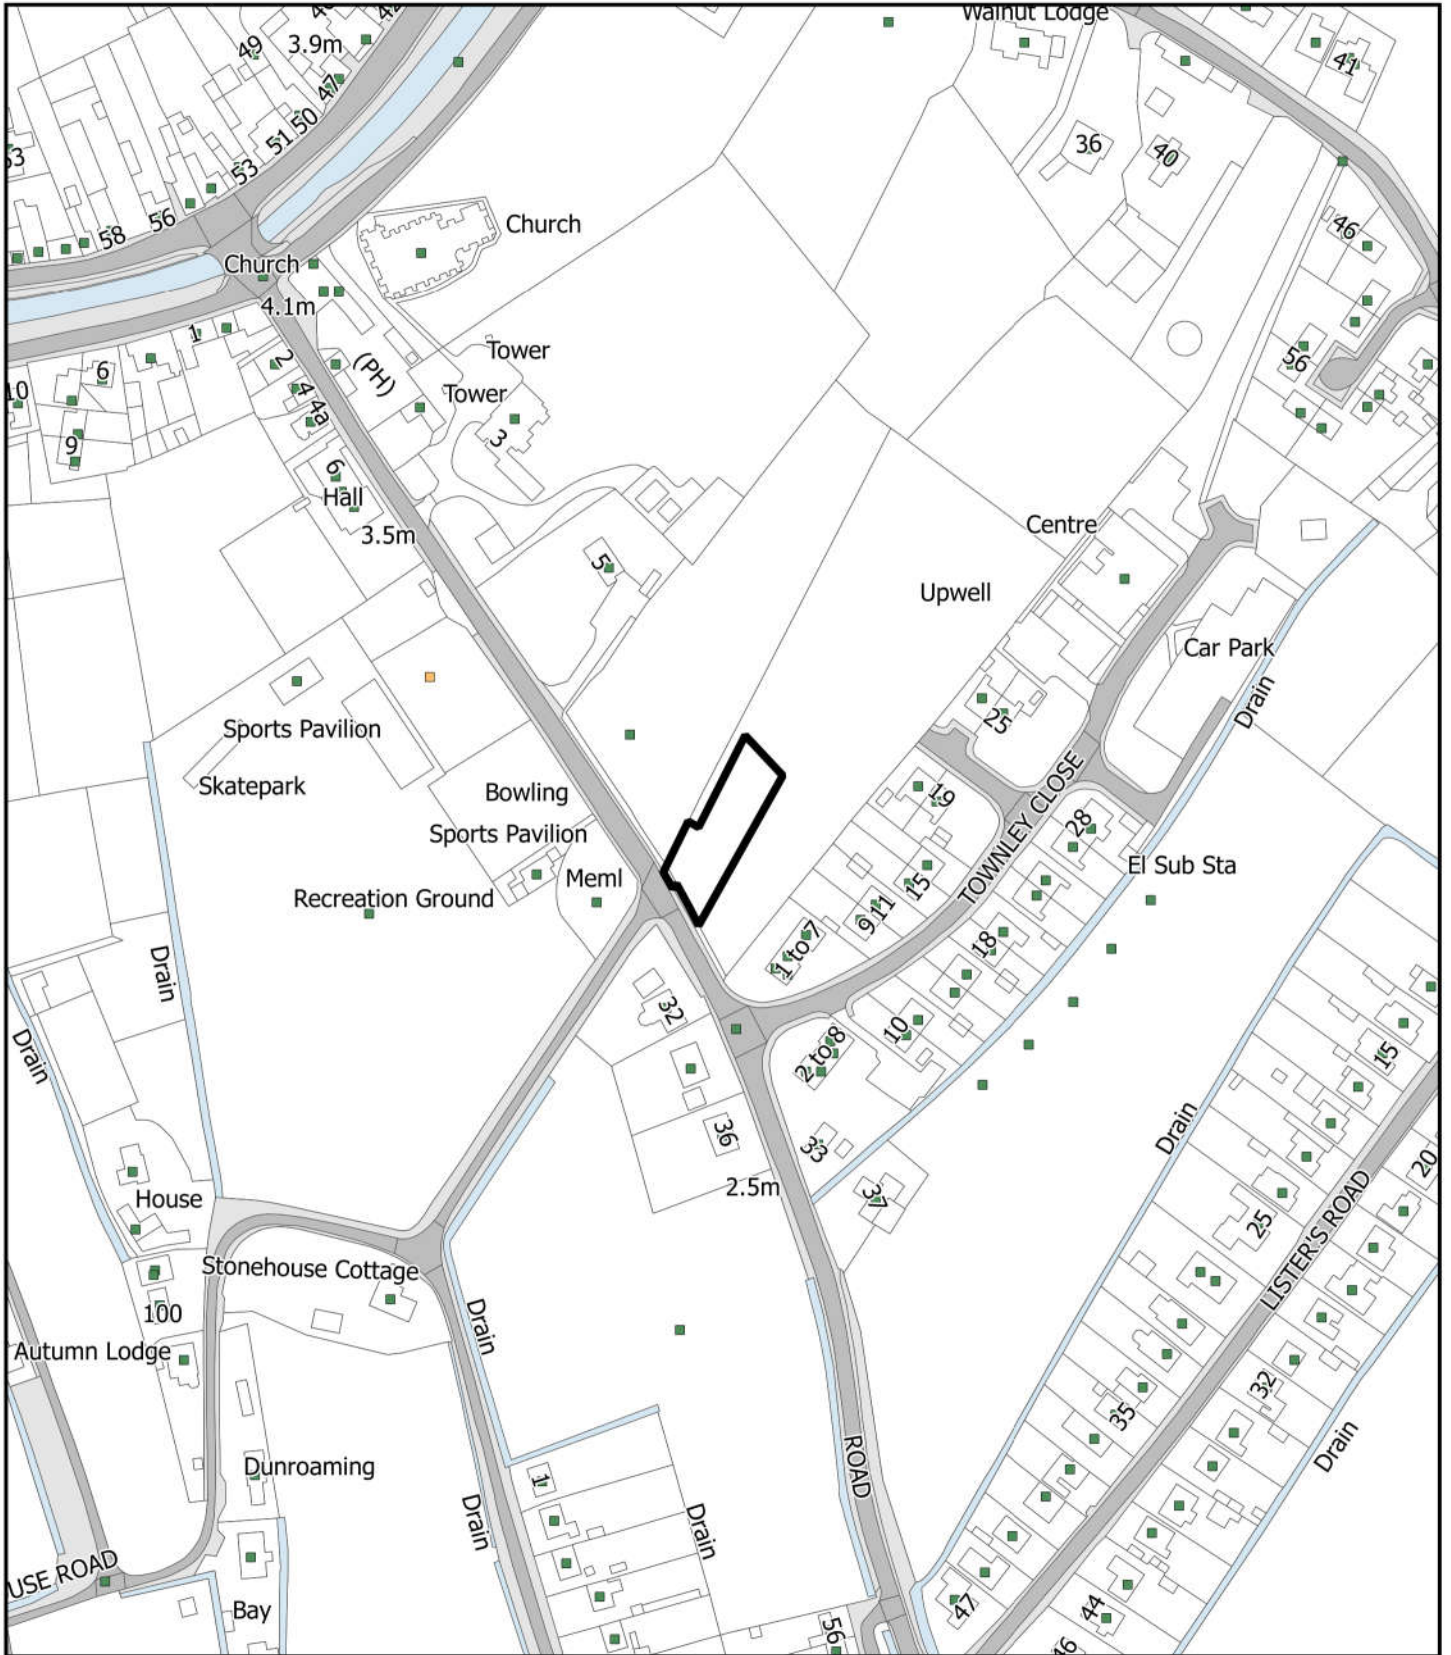 Walnut Lodge
49
3.9m
41
47
50
51
53
36
40
56
58
Church
46
Church
4.1m
1
2
(PH)
Tower
56
6
10
4
4a
Tower
3
9
6
Hall
3.5m
Centre
5
Upwell
Car Park
Drain
25
Sports Pavilion
Skatepark
Bowling
19
TOWNLEY CLOSE
28
Sports Pavilion
El Sub Sta
Meml
15
Recreation Ground
11
9
18
1 to 7
Drain
32
10
2 to 8
Drain
15
36
33
Drain
20
2.5m
37
House
25
LISTER'S ROAD
Stonehouse Cottage
100
Drain
Autumn Lodge
32
35
Drain
Dunroaming
ROAD
1
Drain
Drain
USE ROAD
Bay
47
44
56
46